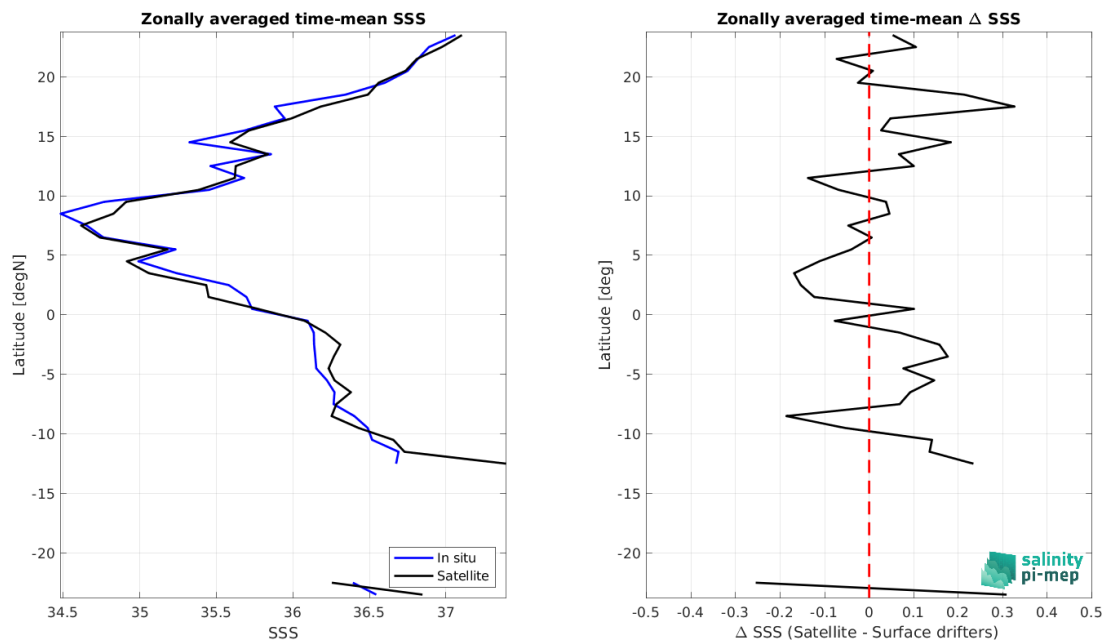 Zonally averaged time-mean SSS
20
15
10
5
0
-5
-10
-15
-20
Latitude [degN]
34.5 35 35.5 36 36.5 37
SSS
In situ
Satellite
Zonally averaged time-mean Δ SSS
20
15
10
5
0
-5
-10
-15
-20
Latitude [deg]
-0.5 -0.4 -0.3 -0.2 -0.1 0 0.1 0.2 0.3 0.4 0.5
Δ SSS (Satellite - Surface drifters)
salinity
pi-mep